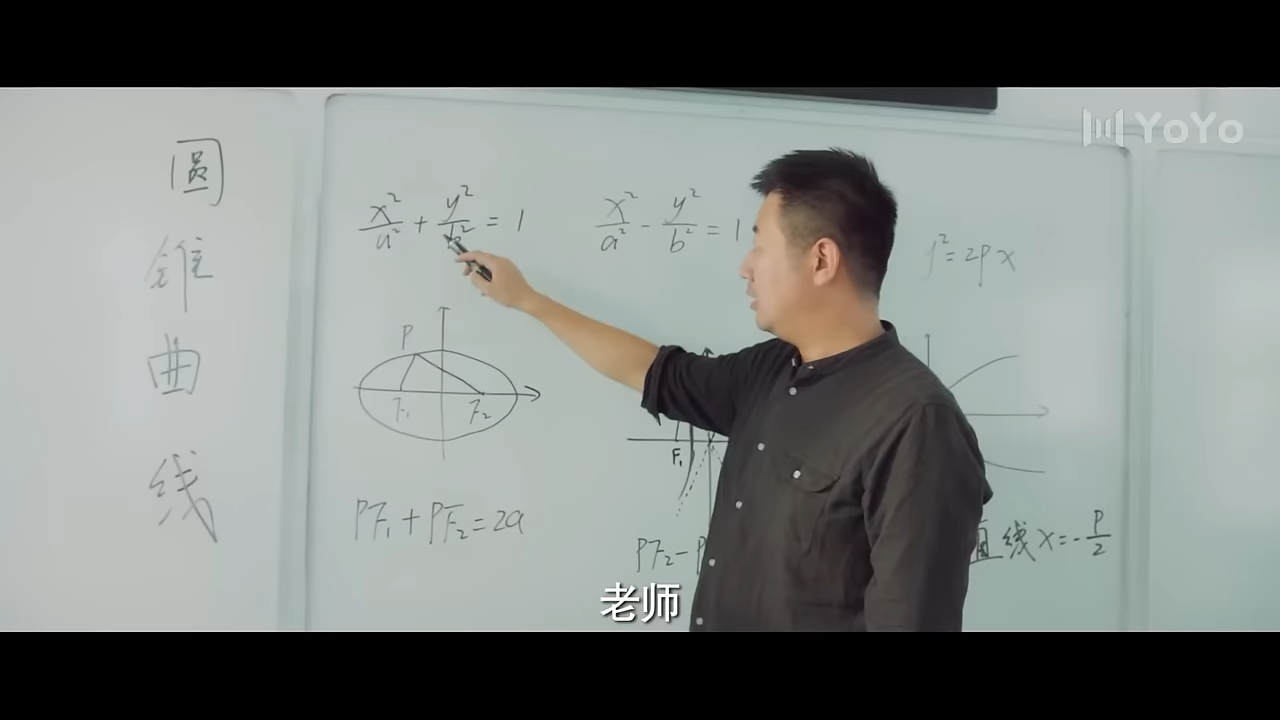 YoYo
圆
锥
曲
线
x²/a² + y²/b² = 1
x²/a² - y²/b² = 1
y² = 2px
P
F₁ F₂
F₁
PF₁ + PF₂ = 2a
PF₂ - P
直线 x = - P/2
老师